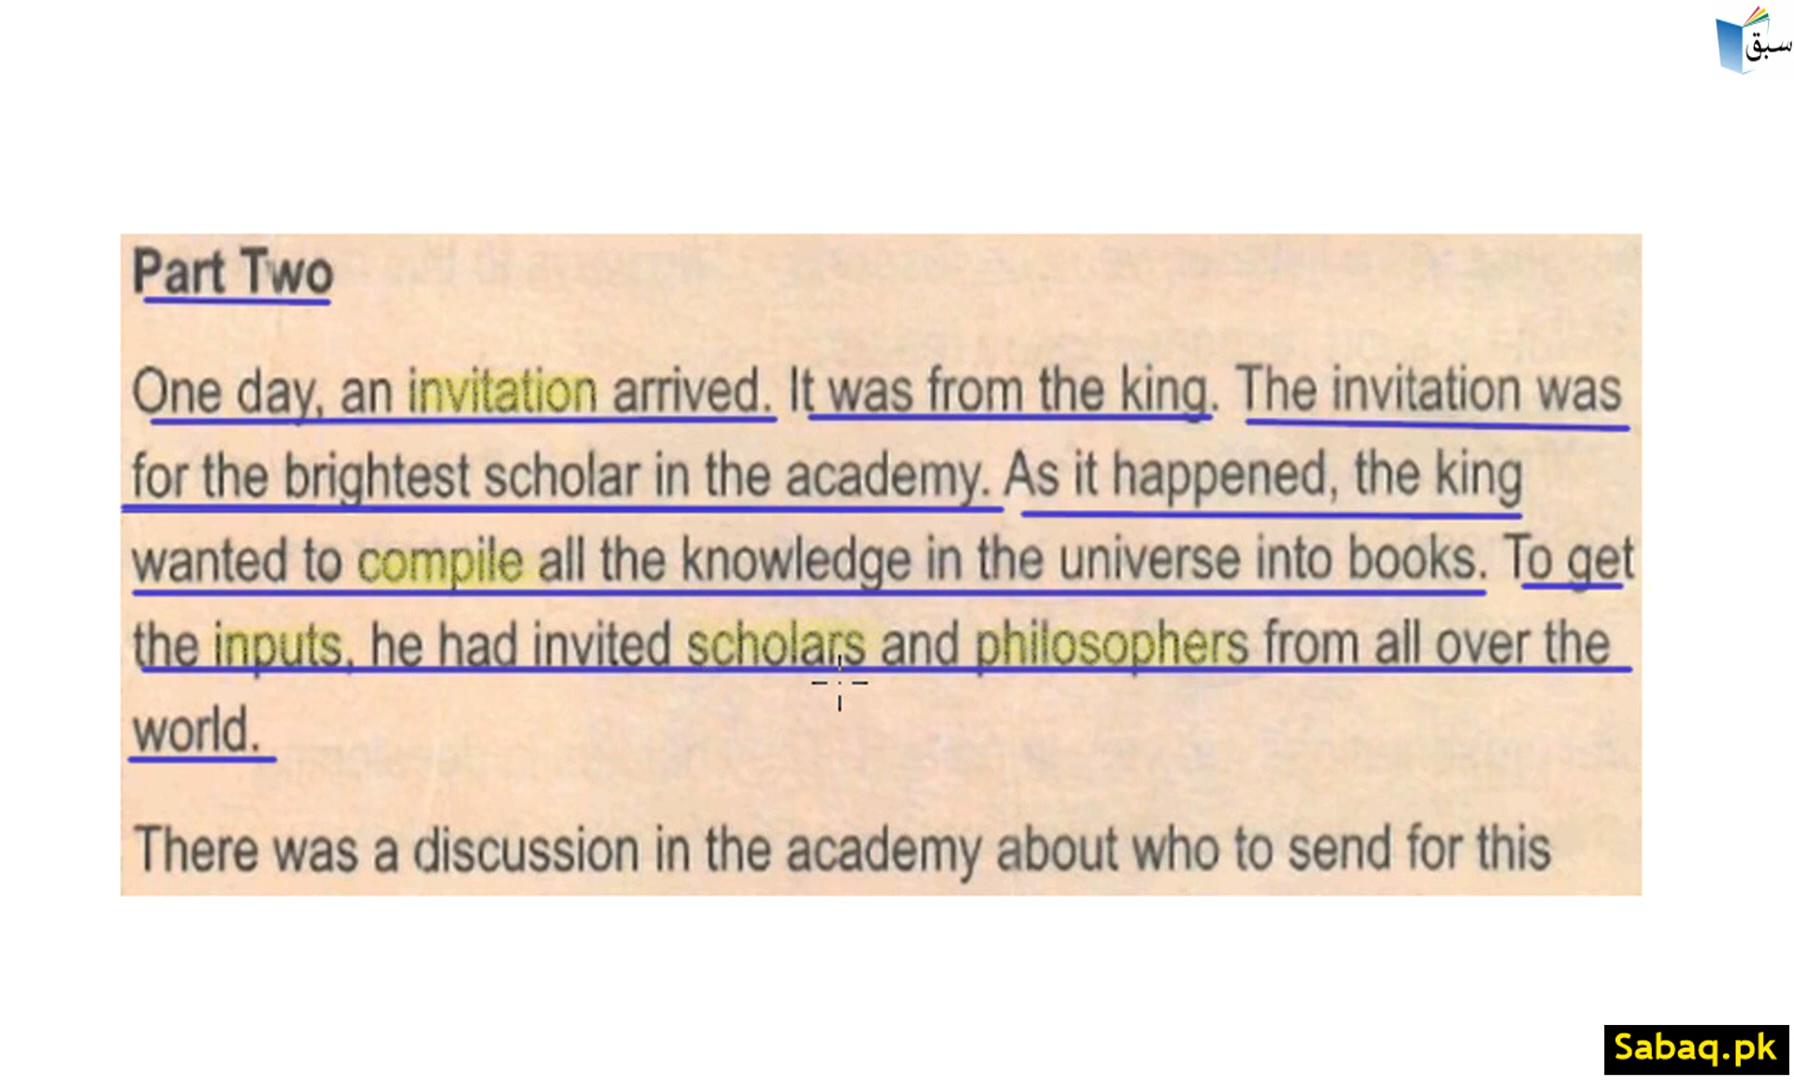 سبق
Part Two
One day, an invitation arrived. It was from the king. The invitation was
for the brightest scholar in the academy. As it happened, the king
wanted to compile all the knowledge in the universe into books. To get
the inputs, he had invited scholars and philosophers from all over the
world.
There was a discussion in the academy about who to send for this
Sabaq.pk